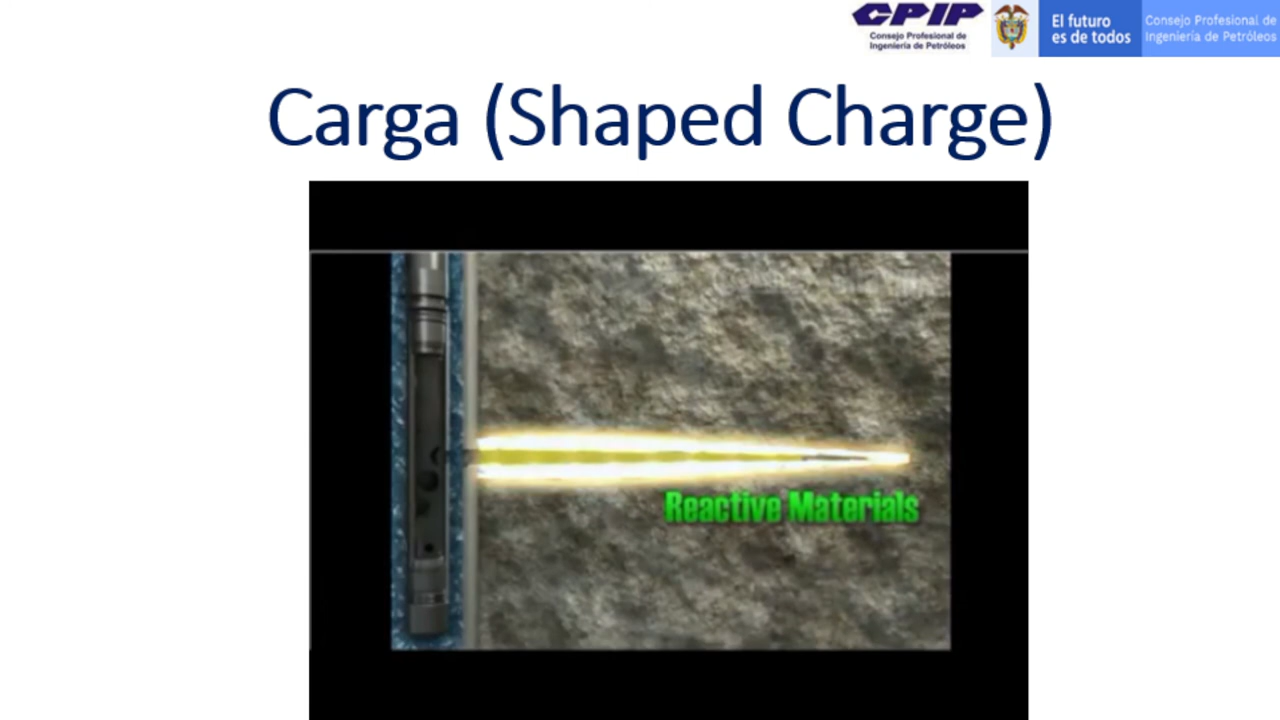 CPIP
Consejo Profesional de
Ingeniería de Petróleos
El futuro
es de todos
Consejo Profesional de
Ingeniería de Petróleos
Carga (Shaped Charge)
Reactive Materials